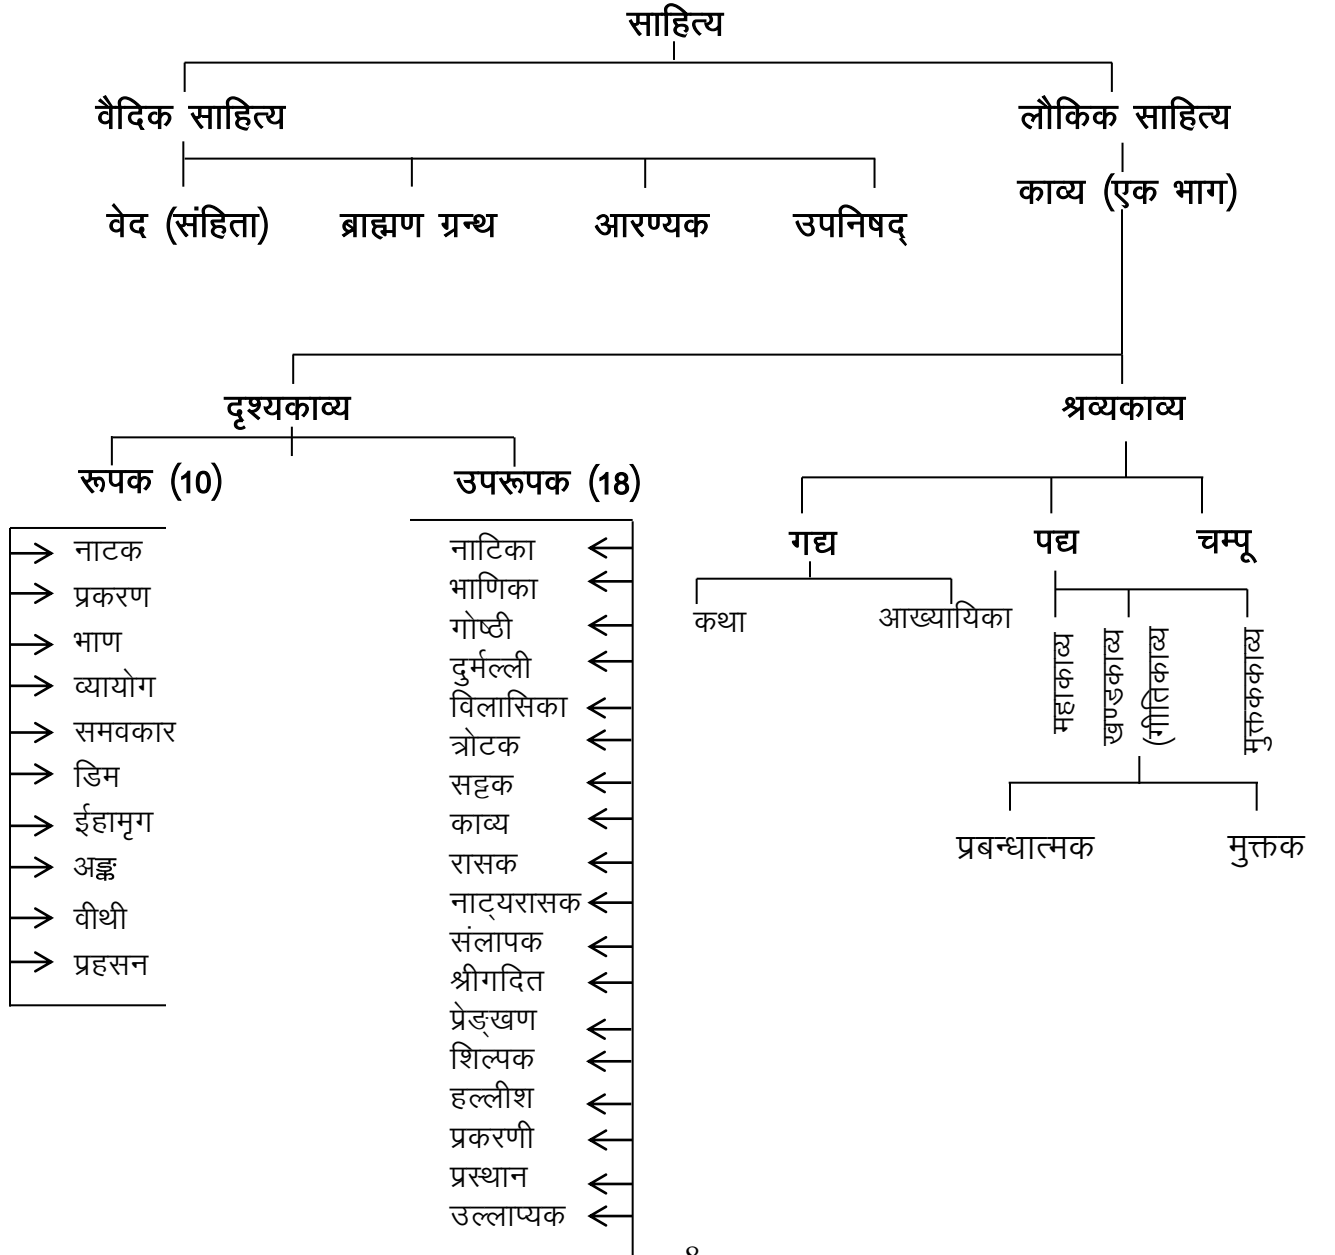 साहित्य
वैदिक साहित्य
लौकिक साहित्य
काव्य (एक भाग)
वेद (संहिता)
ब्राह्मण ग्रन्थ
आरण्यक
उपनिषद्
दृश्यकाव्य
श्रव्यकाव्य
रूपक (10)
उपरूपक (18)
नाटक
प्रकरण
भाण
व्यायोग
समवकार
डिम
ईहामृग
अङ्क
वीथी
प्रहसन
नाटिका
भाणिका
गोष्ठी
दुर्मल्ली
विलासिका
त्रोटक
सट्टक
काव्य
रासक
नाट्यरासक
संलापक
श्रीगदित
प्रेङ्खण
शिल्पक
हल्लीश
प्रकरणी
प्रस्थान
उल्लाप्यक
गद्य
पद्य
चम्पू
कथा
आख्यायिका
महाकाव्य
खण्डकाव्य
(गीतिकाव्य
मुक्तककाव्य
प्रबन्धात्मक
मुक्तक